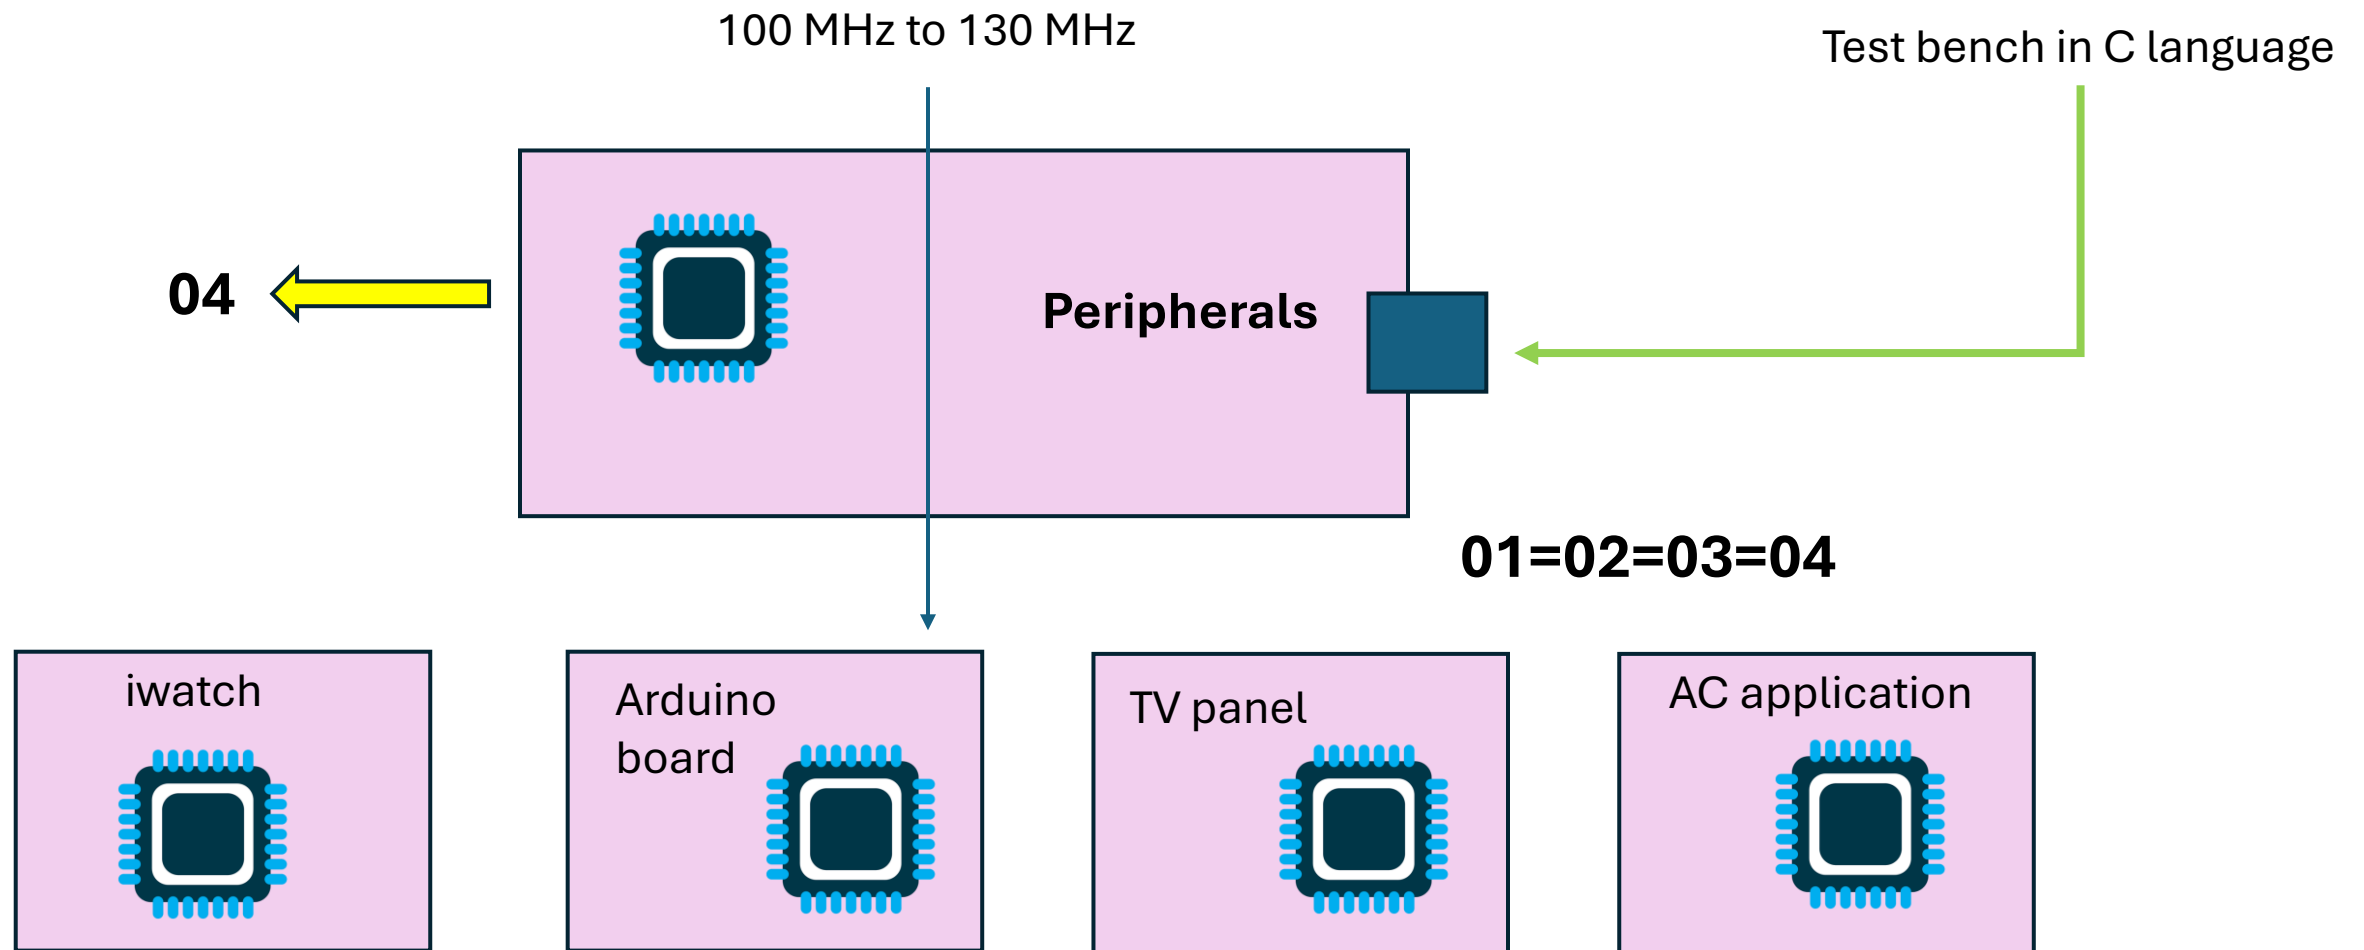 100 MHz to 130 MHz
Test bench in C language
04
Peripherals
01=02=03=04
iwatch
Arduino
board
TV panel
AC application